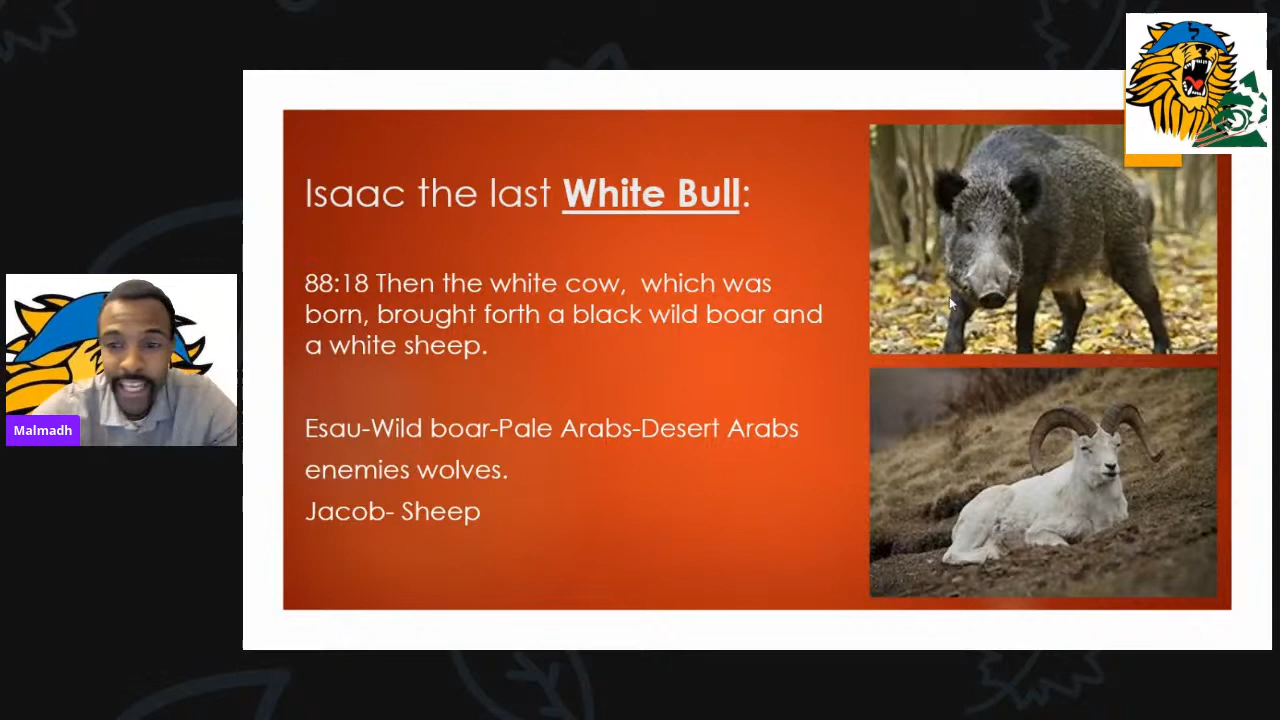 Isaac the last White Bull:
88:18 Then the white cow, which was
born, brought forth a black wild boar and
a white sheep.
Esau-Wild boar-Pale Arabs-Desert Arabs
enemies wolves.
Jacob- Sheep
Malmadh